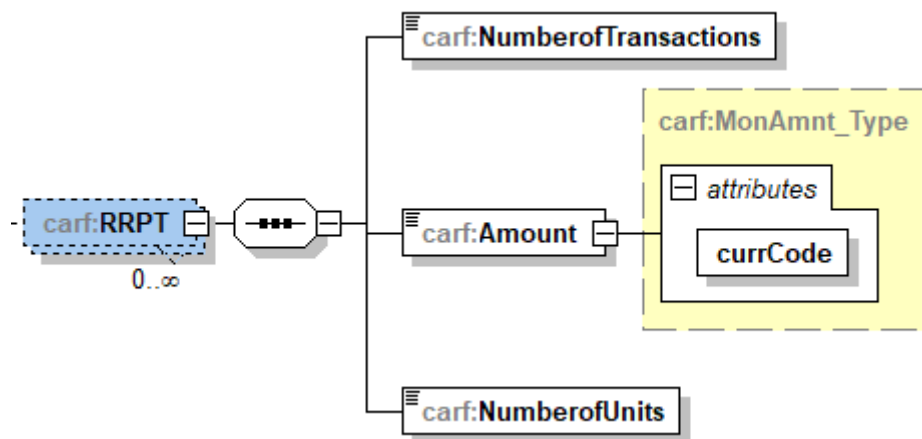 carf:NumberofTransactions
carf:MonAmnt_Type
attributes
carf:RRPT
carf:Amount
currCode
0..∞
carf:NumberofUnits